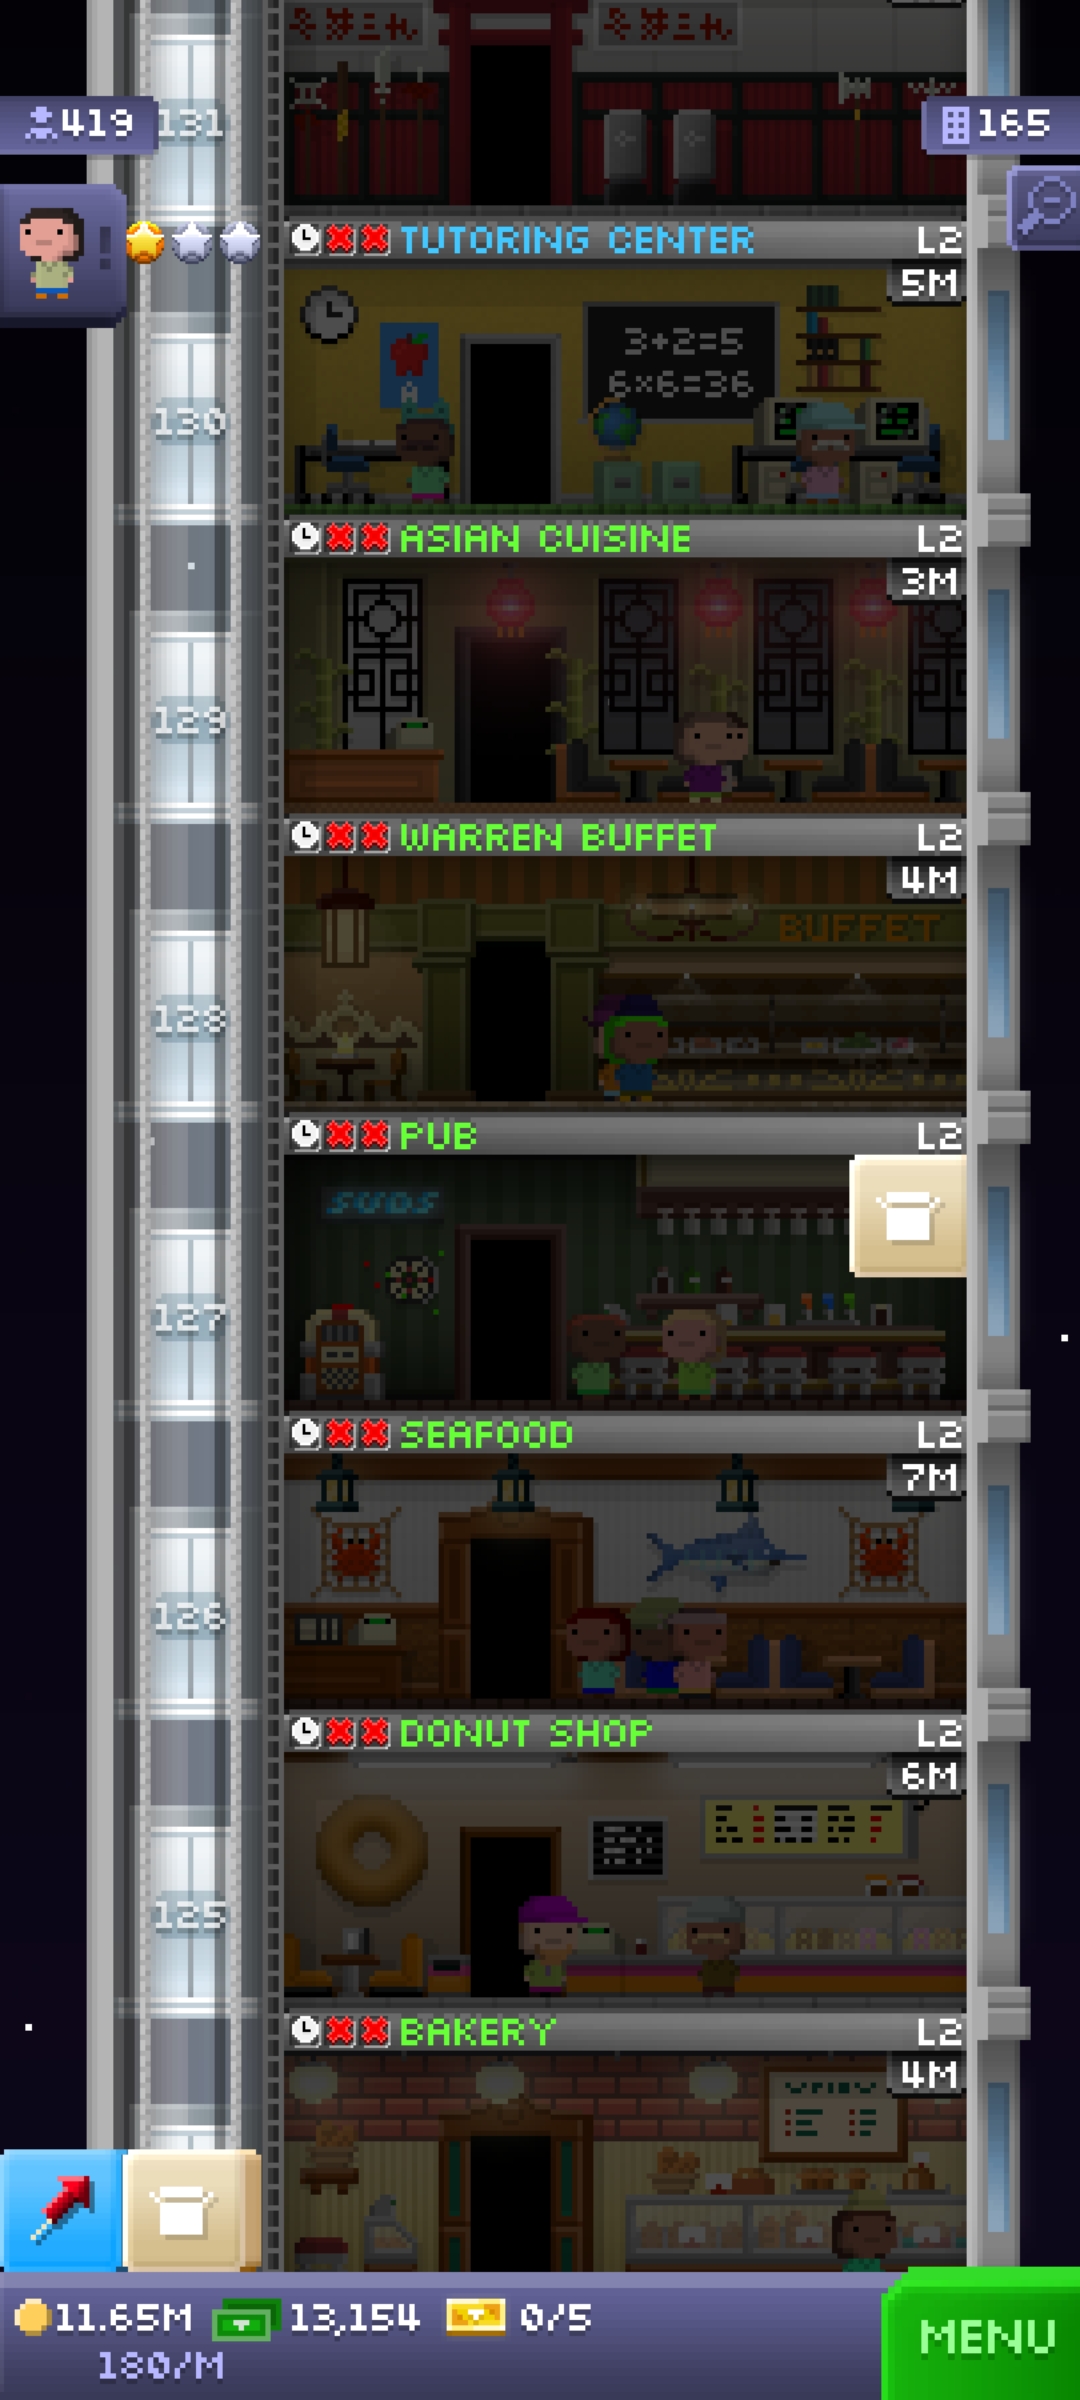 419
131
165
TUTORING CENTER L2
5M
3+2=5
6×6=36
A
130
ASIAN CUISINE L2
3M
129
WARREN BUFFET L2
4M
BUFFET
128
PUB L2
SUDS
127
SEAFOOD L2
7M
126
DONUT SHOP L2
6M
125
BAKERY L2
4M
11.65M 13,154 0/5
180/M
MENU